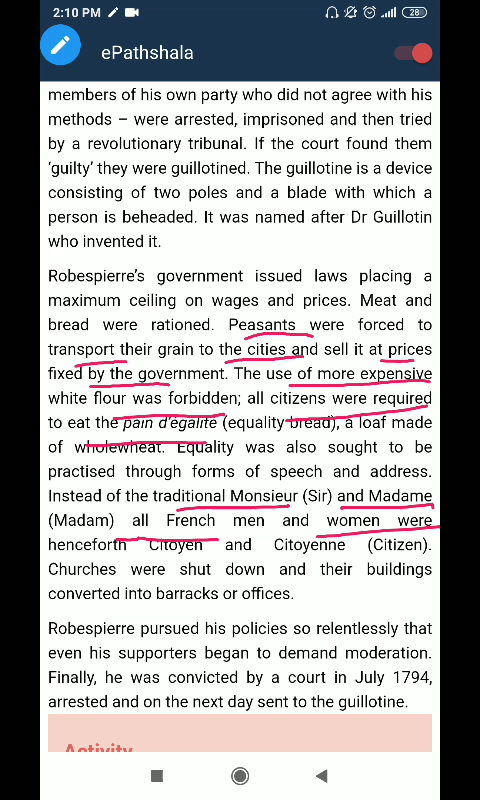 2:10 PM 28
ePathshala
members of his own party who did not agree with his
methods – were arrested, imprisoned and then tried
by a revolutionary tribunal. If the court found them
‘guilty’ they were guillotined. The guillotine is a device
consisting of two poles and a blade with which a
person is beheaded. It was named after Dr Guillotin
who invented it.
Robespierre’s government issued laws placing a
maximum ceiling on wages and prices. Meat and
bread were rationed. Peasants were forced to
transport their grain to the cities and sell it at prices
fixed by the government. The use of more expensive
white flour was forbidden; all citizens were required
to eat the pain d’égalité (equality bread), a loaf made
of wholewheat. Equality was also sought to be
practised through forms of speech and address.
Instead of the traditional Monsieur (Sir) and Madame
(Madam) all French men and women were
henceforth Citoyen and Citoyenne (Citizen).
Churches were shut down and their buildings
converted into barracks or offices.
Robespierre pursued his policies so relentlessly that
even his supporters began to demand moderation.
Finally, he was convicted by a court in July 1794,
arrested and on the next day sent to the guillotine.
Activity